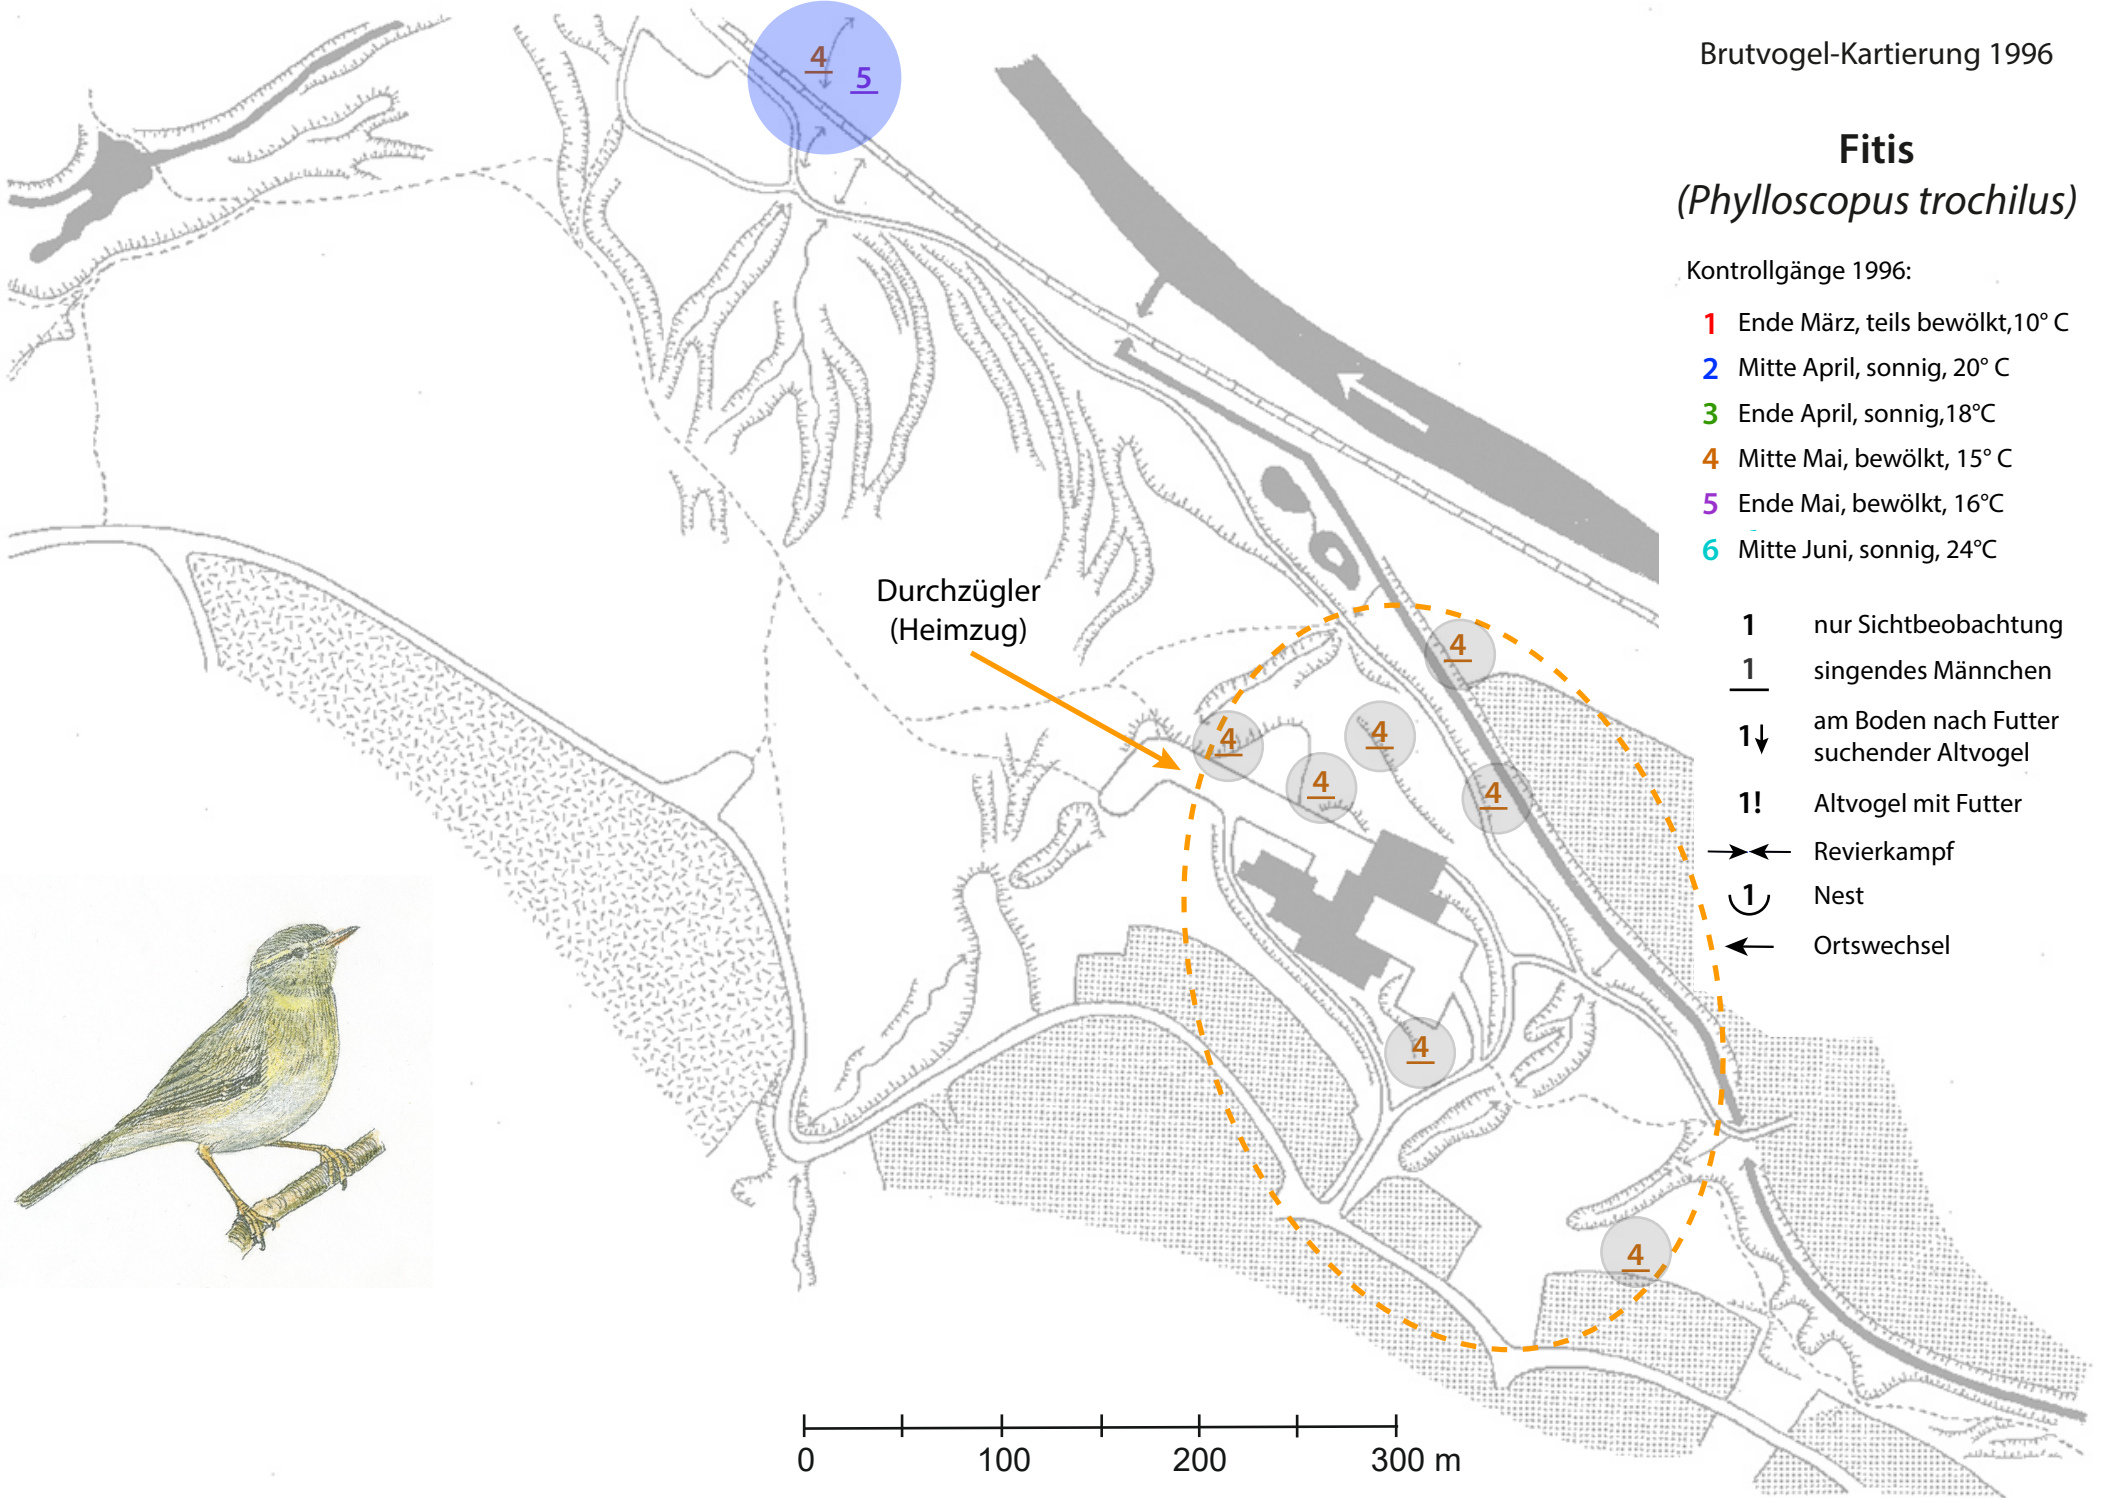 Brutvogel-Kartierung 1996
Fitis
(Phylloscopus trochilus)
Kontrollgänge 1996:
1 Ende März, teils bewölkt,10° C
2 Mitte April, sonnig, 20° C
3 Ende April, sonnig,18°C
4 Mitte Mai, bewölkt, 15° C
5 Ende Mai, bewölkt, 16°C
6 Mitte Juni, sonnig, 24°C
1 nur Sichtbeobachtung
1 singendes Männchen
1 am Boden nach Futter
suchender Altvogel
1! Altvogel mit Futter
Revierkampf
1 Nest
Ortswechsel
4
5
Durchzügler
(Heimzug)
4
4
4
4
4
4
4
0 100 200 300 m